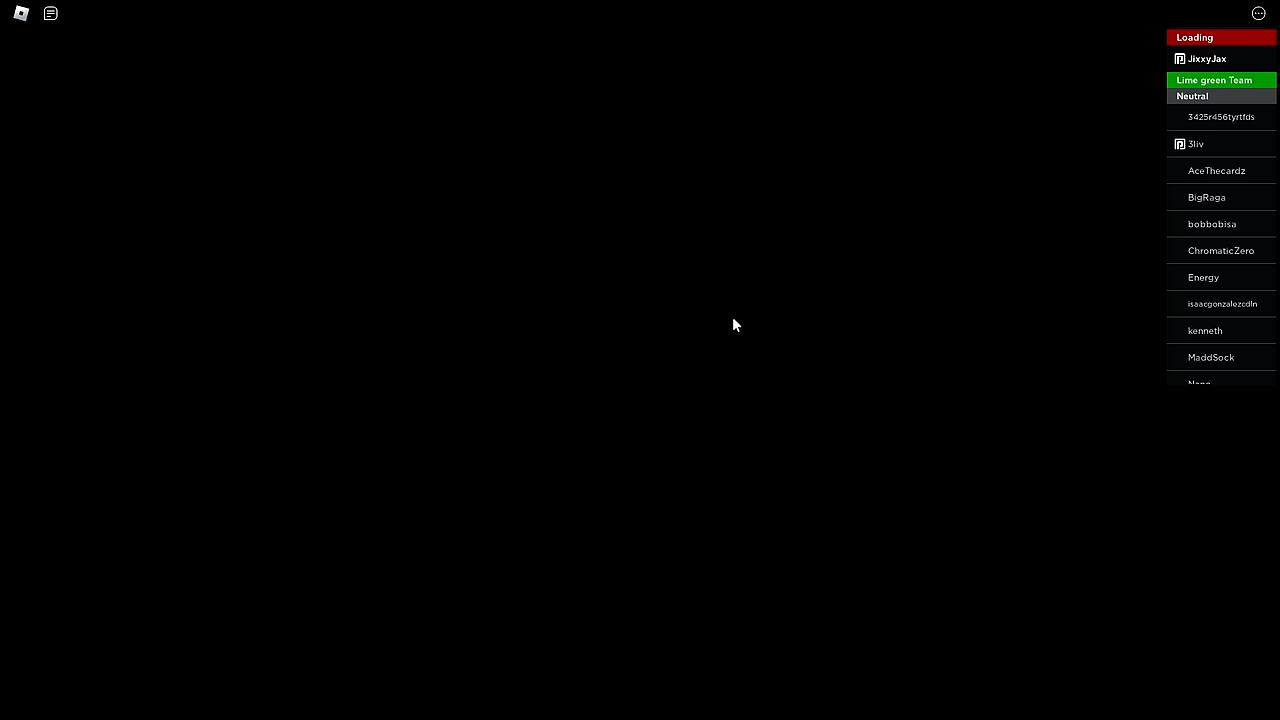 Loading
JixxyJax
Lime green Team
Neutral
3425r456tyrtfds
3liv
AceThecardz
BigRaga
bobbobisa
ChromaticZero
Energy
isaacgonzalezcdln
kenneth
MaddSock